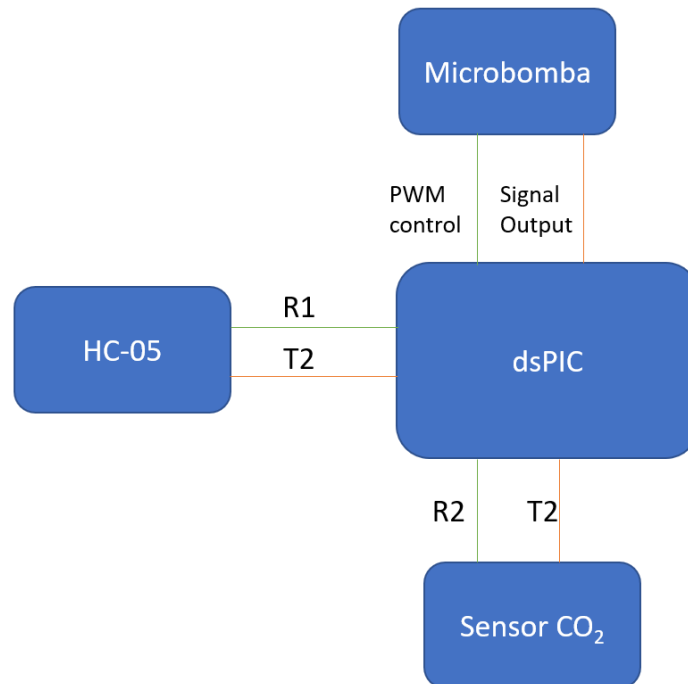 Microbomba
PWM
control
Signal
Output
HC-05
R1
T2
dsPIC
R2
T2
Sensor CO₂